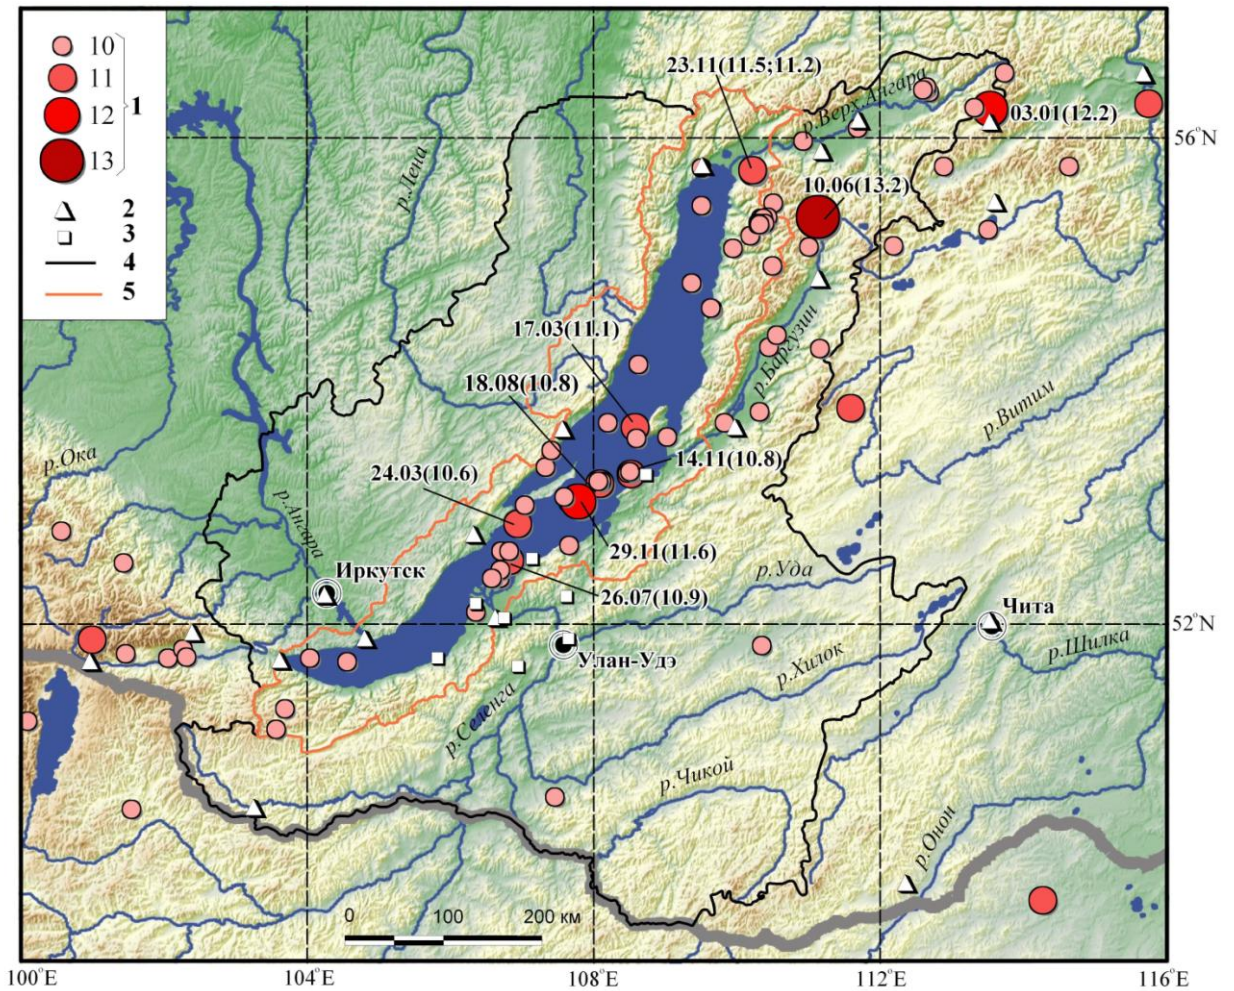 10
11
12
13
1
2
3
4
5
23.11(11.5;11.2)
р.Верх.Ангара
03.01(12.2)
56°N
р.Лена
10.06(13.2)
17.03(11.1)
18.08(10.8)
р.Баргузин
р.Витим
р.Ока
24.03(10.6)
14.11(10.8)
р.Ангара
29.11(11.6)
Иркутск
р.Уда
26.07(10.9)
Чита
52°N
Улан-Удэ
р.Хилок
р.Шилка
р.Селенга
р.Чикой
р.Онон
0 100 200 км
100°E 104°E 108°E 112°E 116°E